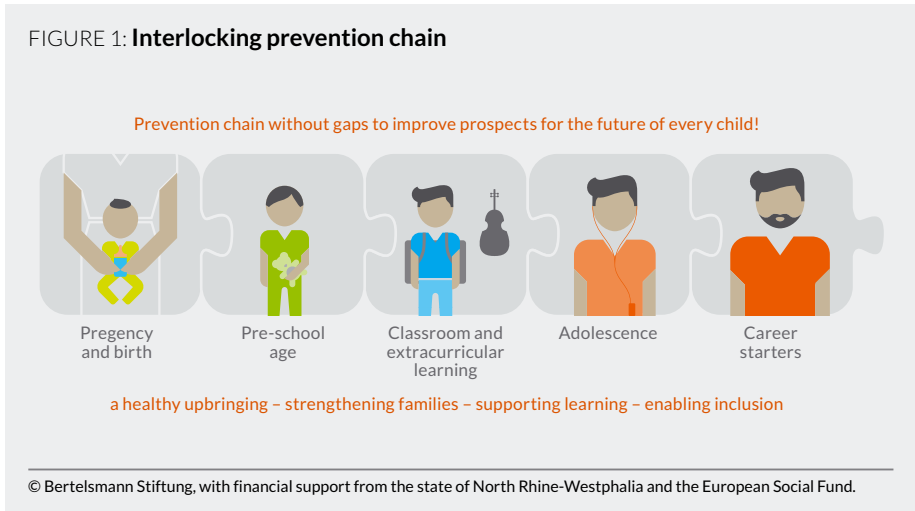 FIGURE 1: Interlocking prevention chain
Prevention chain without gaps to improve prospects for the future of every child!
Pregency
and birth
Pre-school
age
Classroom and
extracurricular
learning
Adolescence
Career
starters
a healthy upbringing – strengthening families – supporting learning – enabling inclusion
© Bertelsmann Stiftung, with financial support from the state of North Rhine-Westphalia and the European Social Fund.